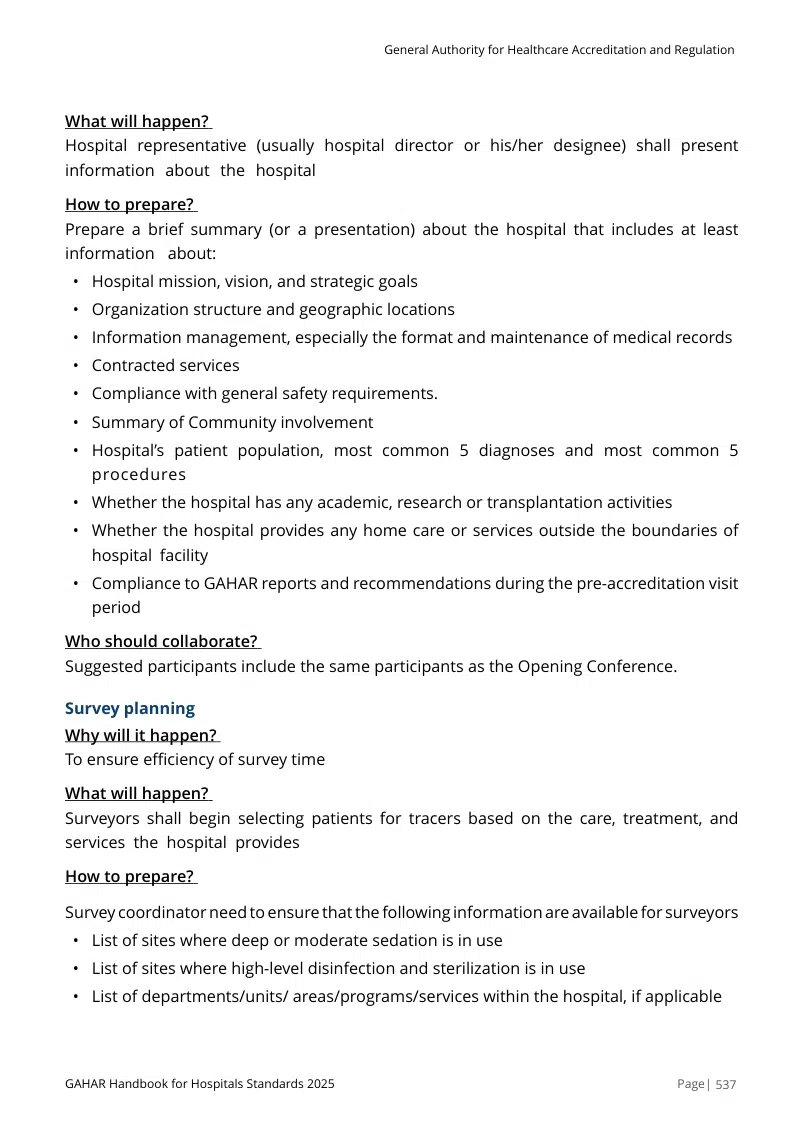 General Authority for Healthcare Accreditation and Regulation
What will happen?
Hospital representative (usually hospital director or his/her designee) shall present
information about the hospital
How to prepare?
Prepare a brief summary (or a presentation) about the hospital that includes at least
information about:
• Hospital mission, vision, and strategic goals
• Organization structure and geographic locations
• Information management, especially the format and maintenance of medical records
• Contracted services
• Compliance with general safety requirements.
• Summary of Community involvement
• Hospital's patient population, most common 5 diagnoses and most common 5
procedures
• Whether the hospital has any academic, research or transplantation activities
• Whether the hospital provides any home care or services outside the boundaries of
hospital facility
• Compliance to GAHAR reports and recommendations during the pre-accreditation visit
period
Who should collaborate?
Suggested participants include the same participants as the Opening Conference.
Survey planning
Why will it happen?
To ensure efficiency of survey time
What will happen?
Surveyors shall begin selecting patients for tracers based on the care, treatment, and
services the hospital provides
How to prepare?
Survey coordinator need to ensure that the following information are available for surveyors
• List of sites where deep or moderate sedation is in use
• List of sites where high-level disinfection and sterilization is in use
• List of departments/units/ areas/programs/services within the hospital, if applicable
GAHAR Handbook for Hospitals Standards 2025
Page| 537